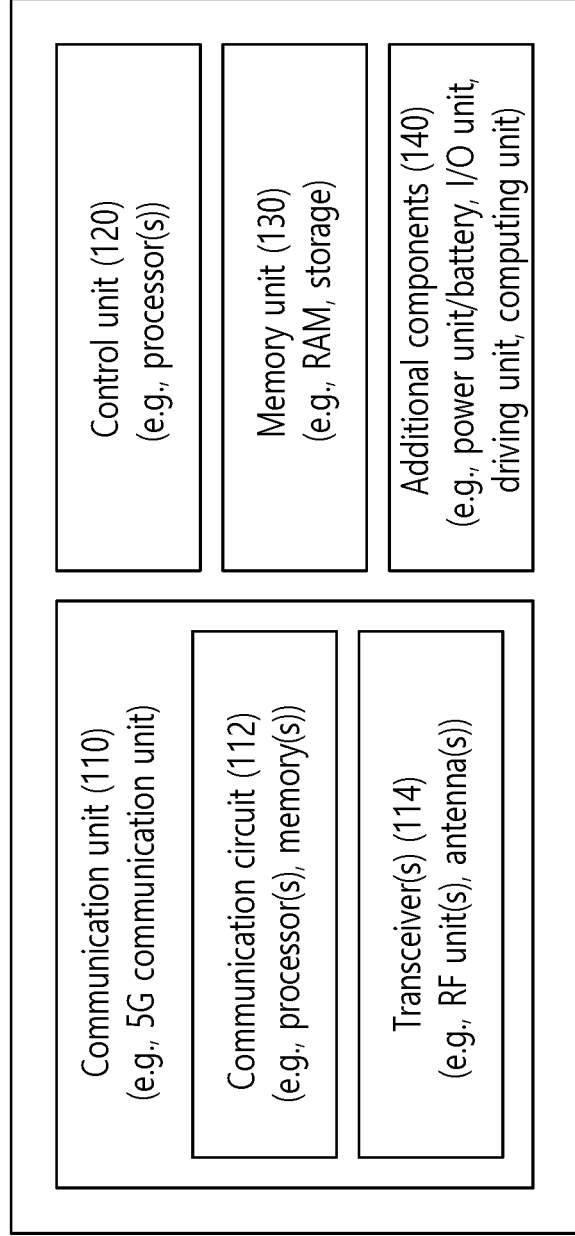 Communication unit (110)
(e.g., 5G communication unit)
Communication circuit (112)
(e.g., processor(s), memory(s))
Transceiver(s) (114)
(e.g., RF unit(s), antenna(s))
Control unit (120)
(e.g., processor(s))
Memory unit (130)
(e.g., RAM, storage)
Additional components (140)
(e.g., power unit/battery, I/O unit,
driving unit, computing unit)